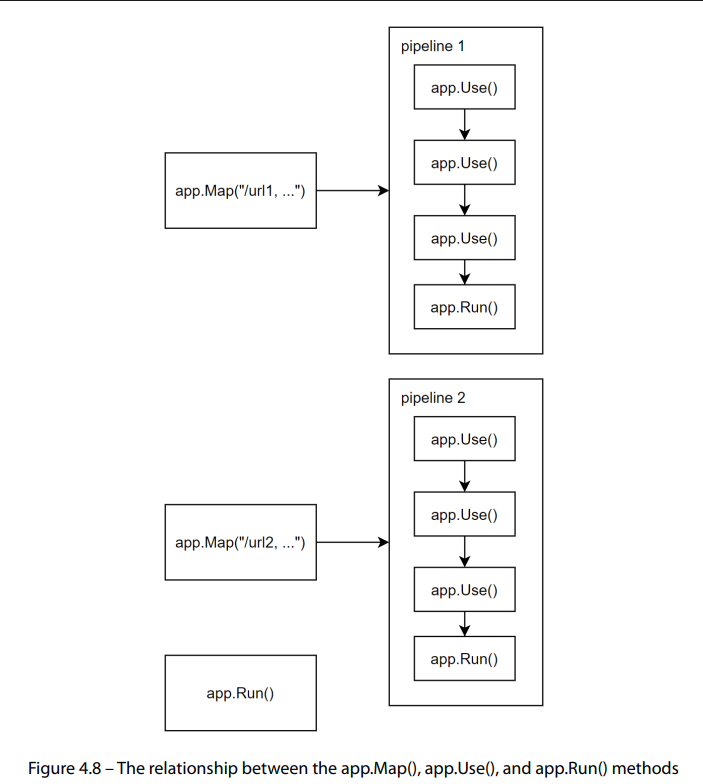 pipeline 1
app.Use()
app.Use()
app.Map("/url1, ...")
app.Use()
app.Run()
pipeline 2
app.Use()
app.Use()
app.Map("/url2, ...")
app.Use()
app.Run()
app.Run()
Figure 4.8 – The relationship between the app.Map(), app.Use(), and app.Run() methods